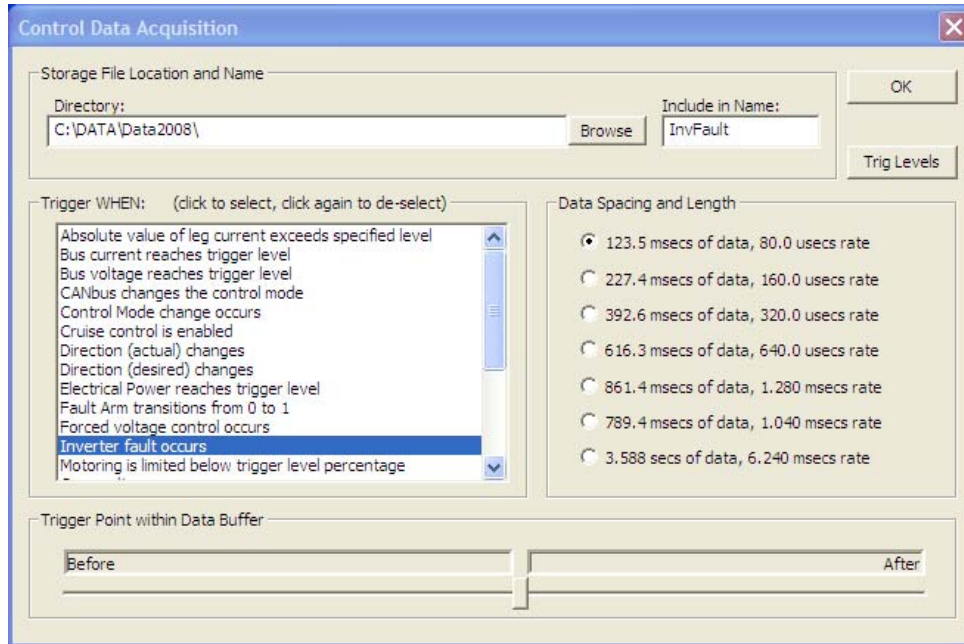 Control Data Acquisition
Storage File Location and Name
Directory:
Include in Name:
C:\DATA\Data2008\
Browse
InvFault
OK
Trig Levels
Trigger WHEN: (click to select, click again to de-select)
Absolute value of leg current exceeds specified level
Bus current reaches trigger level
Bus voltage reaches trigger level
CANbus changes the control mode
Control Mode change occurs
Cruise control is enabled
Direction (actual) changes
Direction (desired) changes
Electrical Power reaches trigger level
Fault Arm transitions from 0 to 1
Forced voltage control occurs
Inverter fault occurs
Motoring is limited below trigger level percentage
Data Spacing and Length
123.5 msecs of data, 80.0 usecs rate
227.4 msecs of data, 160.0 usecs rate
392.6 msecs of data, 320.0 usecs rate
616.3 msecs of data, 640.0 usecs rate
861.4 msecs of data, 1.280 msecs rate
789.4 msecs of data, 1.040 msecs rate
3.588 secs of data, 6.240 msecs rate
Trigger Point within Data Buffer
Before
After